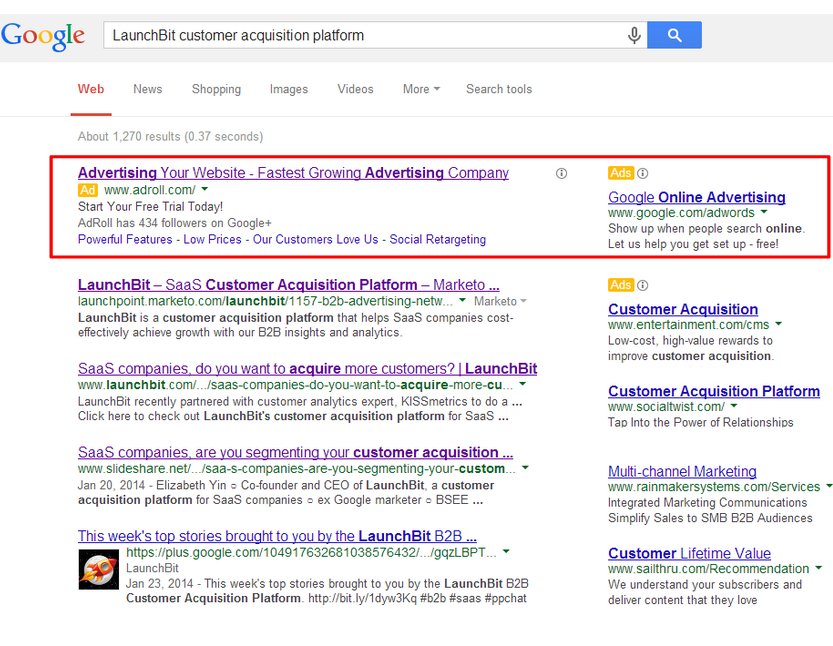 Google
LaunchBit customer acquisition platform
Web News Shopping Images Videos More Search tools
About 1,270 results (0.37 seconds)
Advertising Your Website - Fastest Growing Advertising Company
Ad www.adroll.com/
Start Your Free Trial Today!
AdRoll has 434 followers on Google+
Powerful Features - Low Prices - Our Customers Love Us - Social Retargeting
Ads
Google Online Advertising
www.google.com/adwords
Show up when people search online.
Let us help you get set up - free!
LaunchBit – SaaS Customer Acquisition Platform – Marketo ...
launchpoint.marketo.com/launchbit/1157-b2b-advertising-netw... Marketo
LaunchBit is a customer acquisition platform that helps SaaS companies cost-
effectively achieve growth with our B2B insights and analytics.
SaaS companies, do you want to acquire more customers? | LaunchBit
www.launchbit.com/.../saas-companies-do-you-want-to-acquire-more-cu...
LaunchBit recently partnered with customer analytics expert, KISSmetrics to do a ...
Click here to check out LaunchBit's customer acquisition platform for SaaS ...
SaaS companies, are you segmenting your customer acquisition ...
www.slideshare.net/.../saa-s-companies-are-you-segmenting-your-custom...
Jan 20, 2014 - Elizabeth Yin ○ Co-founder and CEO of LaunchBit, a customer
acquisition platform for SaaS companies ○ ex Google marketer ○ BSEE ...
This week's top stories brought to you by the LaunchBit B2B ...
https://plus.google.com/104917632681038576432/.../gqzLBPT...
LaunchBit
Jan 23, 2014 - This week's top stories brought to you by the LaunchBit B2B
Customer Acquisition Platform. http://bit.ly/1dyw3Kq #b2b #saas #ppchat
Ads
Customer Acquisition
www.entertainment.com/cms
Low-cost, high-value rewards to
improve customer acquisition.
Customer Acquisition Platform
www.socialtwist.com/
Tap Into the Power of Relationships
Multi-channel Marketing
www.rainmakersystems.com/Services
Integrated Marketing Communications
Simplify Sales to SMB B2B Audiences
Customer Lifetime Value
www.sailthru.com/Recommendation
We understand your subscribers and
deliver content that they love